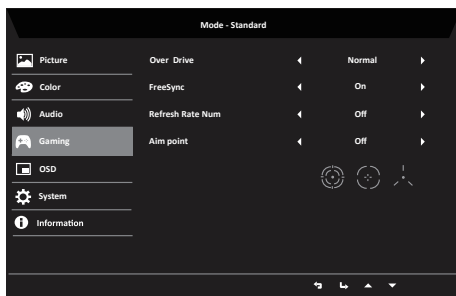 Mode - Standard
Picture
Over Drive Normal
Color
FreeSync On
Audio
Refresh Rate Num Off
Gaming
Aim point Off
OSD
System
Information